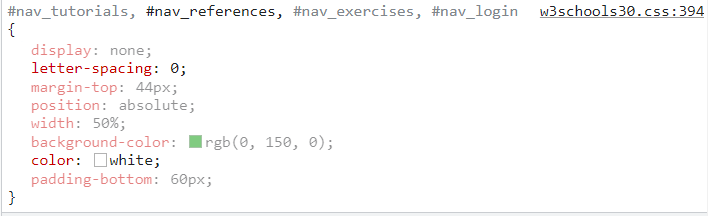 #nav_tutorials, #nav_references, #nav_exercises, #nav_login w3schools30.css:394
{
display: none;
letter-spacing: 0;
margin-top: 44px;
position: absolute;
width: 50%;
background-color: rgb(0, 150, 0);
color: white;
padding-bottom: 60px;
}